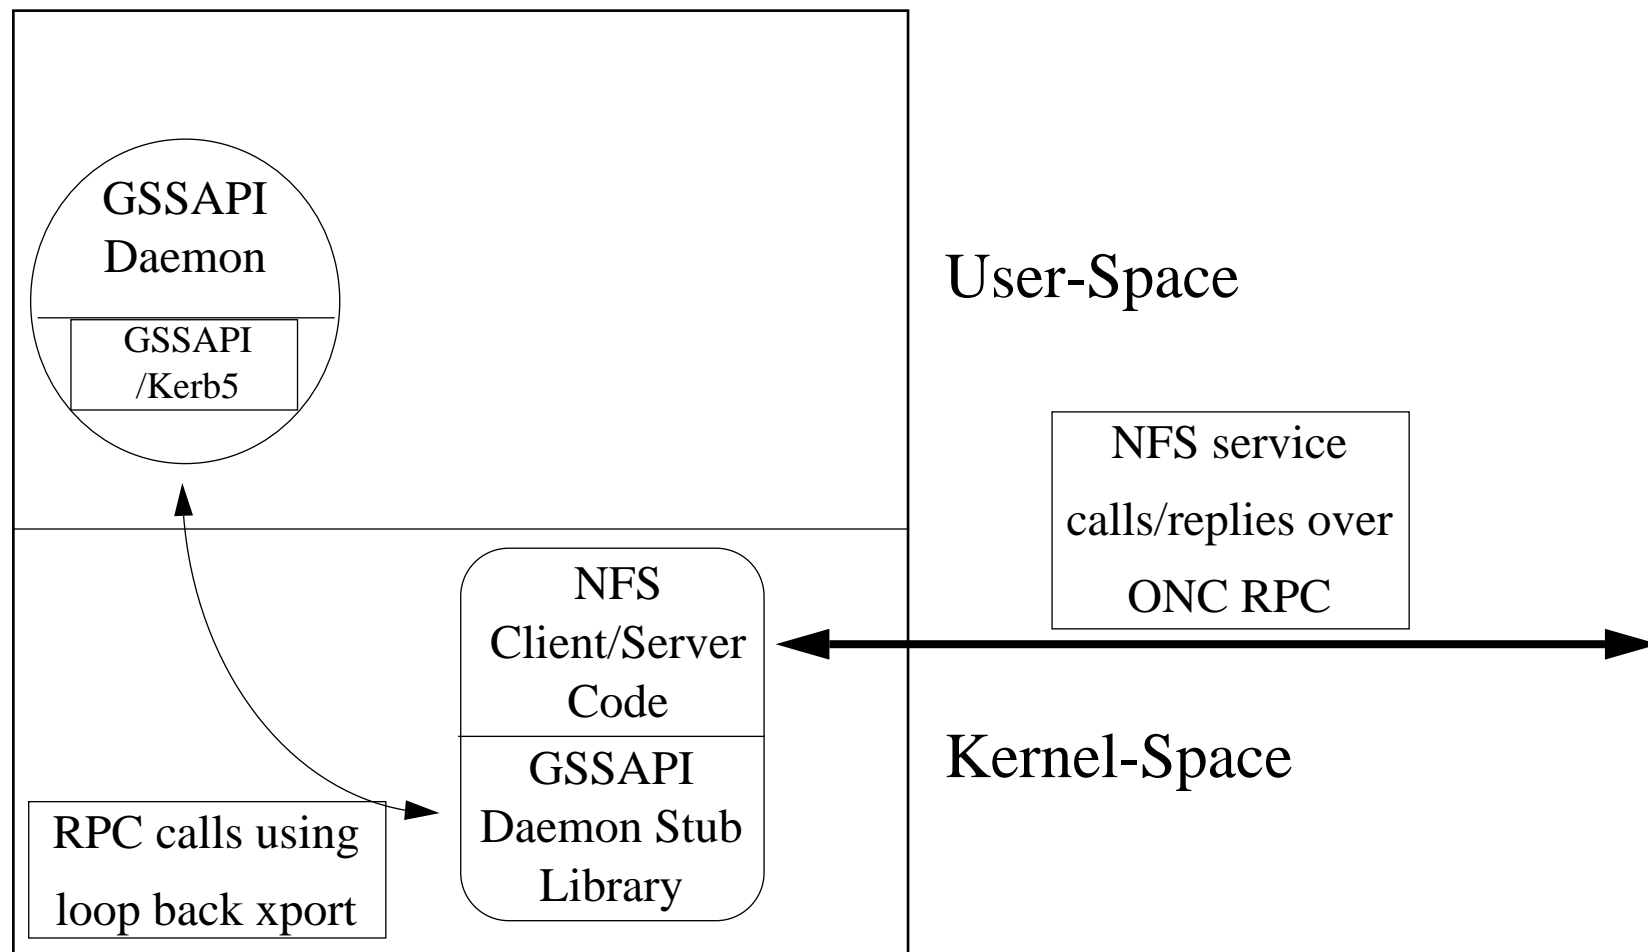 GSSAPI
Daemon
GSSAPI
/Kerb5
User-Space
NFS service
calls/replies over
ONC RPC
NFS
Client/Server
Code
GSSAPI
Daemon Stub
Library
Kernel-Space
RPC calls using
loop back xport